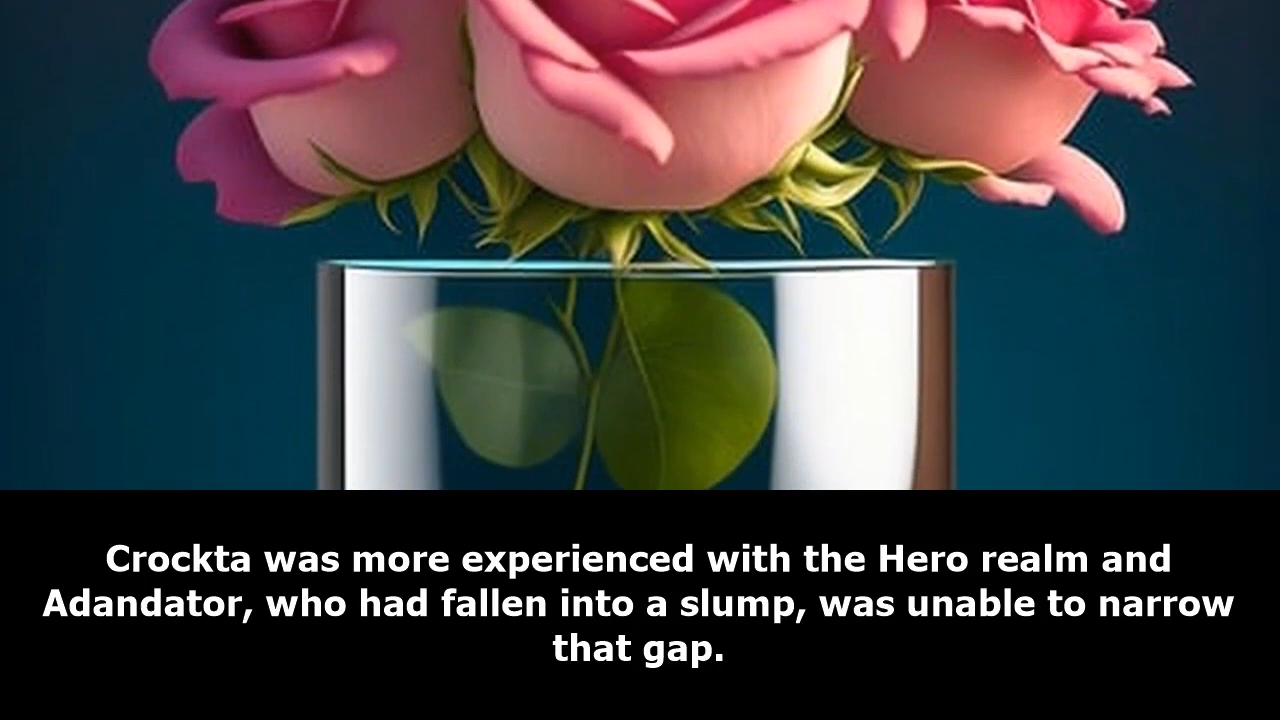 Crockta was more experienced with the Hero realm and
Adandator, who had fallen into a slump, was unable to narrow
that gap.